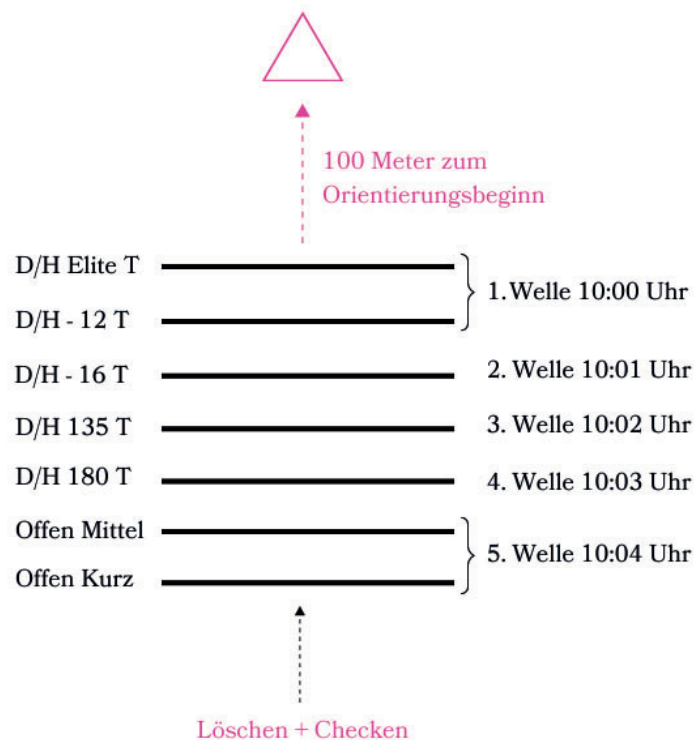 100 Meter zum
Orientierungsbeginn
D/H Elite T
1. Welle 10:00 Uhr
D/H - 12 T
D/H - 16 T
2. Welle 10:01 Uhr
D/H 135 T
3. Welle 10:02 Uhr
D/H 180 T
4. Welle 10:03 Uhr
Offen Mittel
5. Welle 10:04 Uhr
Offen Kurz
Löschen + Checken